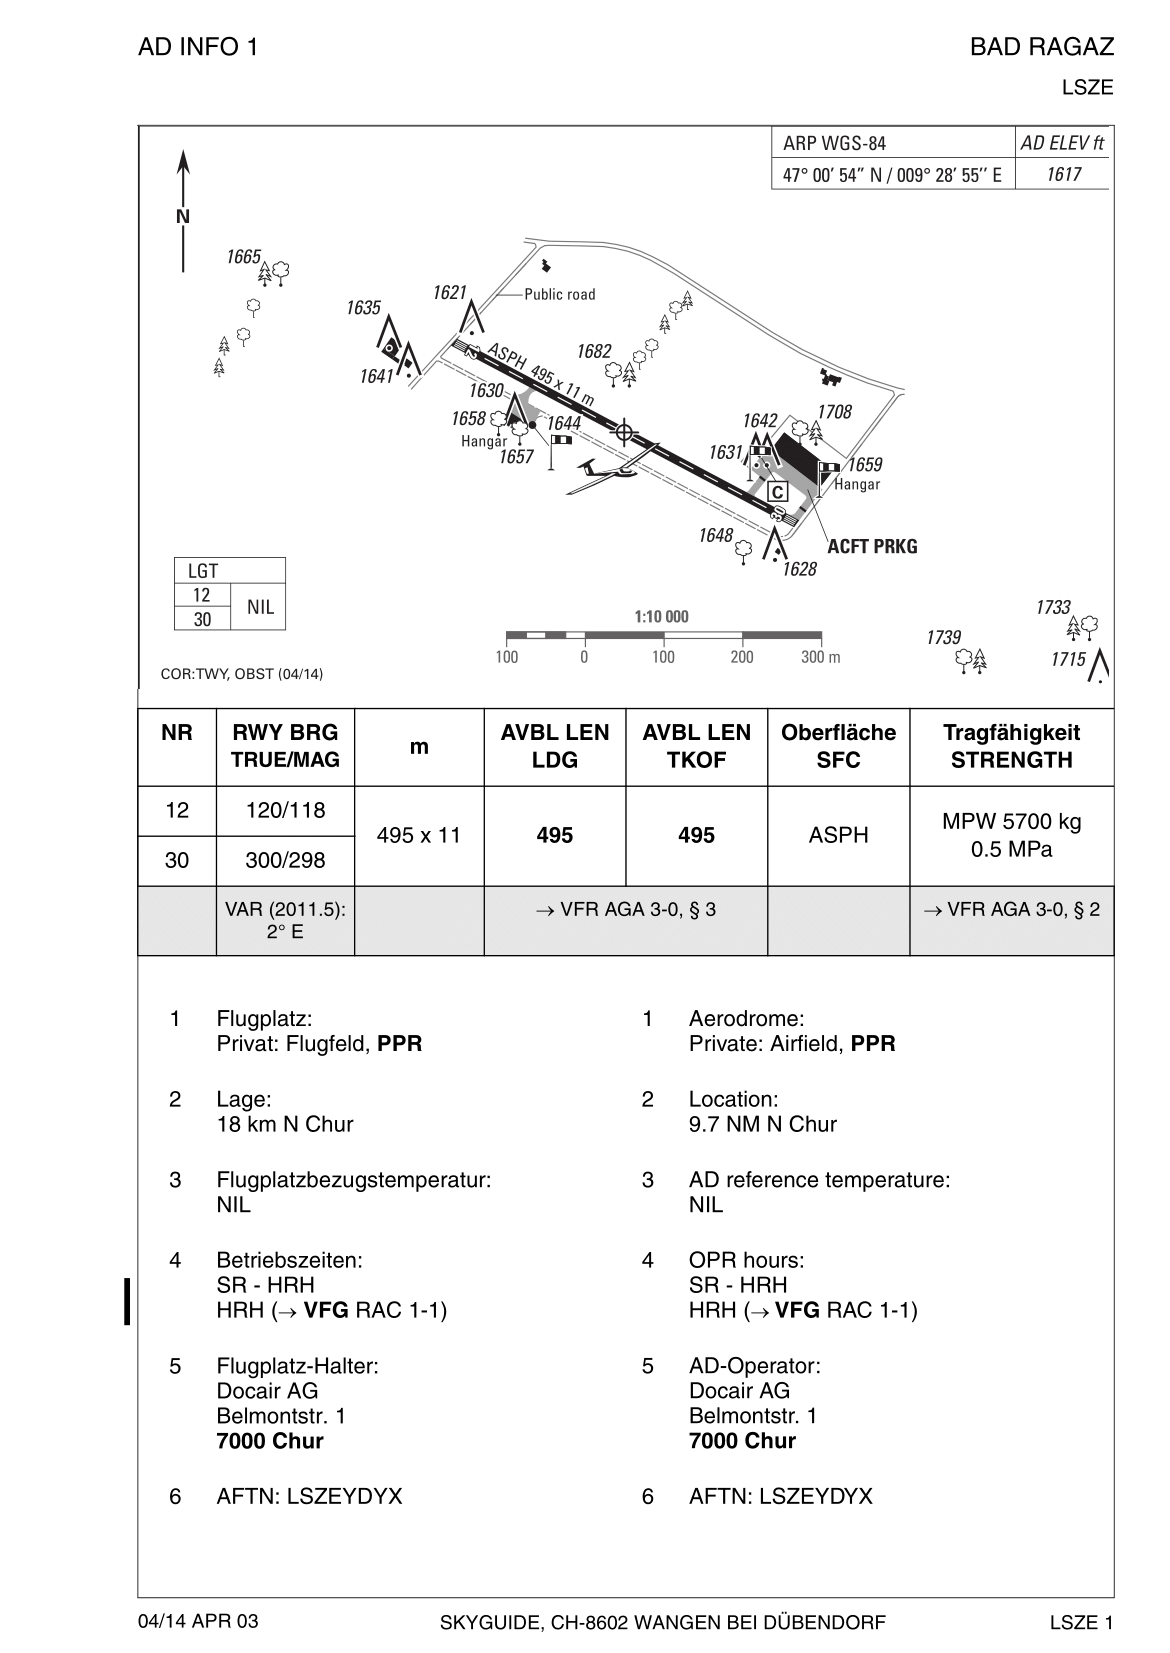 AD INFO 1
BAD RAGAZ
LSZE
ARP WGS-84
AD ELEV ft
47° 00′ 54″ N / 009° 28′ 55′′ E
1617
N
1665
1635
1621
Public road
1641
ASPH 495 x 11 m
1682
1630
1658
1644
Hangar
1657
1642
1708
1631
1659
Hangar
C
12
30
1648
ACFT PRKG
1628
LGT
12
30
NIL
1:10 000
100 0 100 200 300 m
1733
1739
1715
COR:TWY, OBST (04/14)
NR
RWY BRG
TRUE/MAG
m
AVBL LEN
LDG
AVBL LEN
TKOF
Oberfläche
SFC
Tragfähigkeit
STRENGTH
12
120/118
30
300/298
495 x 11
495
495
ASPH
MPW 5700 kg
0.5 MPa
VAR (2011.5):
2° E
→ VFR AGA 3-0, § 3
→ VFR AGA 3-0, § 2
1 Flugplatz:
Privat: Flugfeld, PPR
2 Lage:
18 km N Chur
3 Flugplatzbezugstemperatur:
NIL
4 Betriebszeiten:
SR - HRH
HRH (→ VFG RAC 1-1)
5 Flugplatz-Halter:
Docair AG
Belmontstr. 1
7000 Chur
6 AFTN: LSZEYDYX
1 Aerodrome:
Private: Airfield, PPR
2 Location:
9.7 NM N Chur
3 AD reference temperature:
NIL
4 OPR hours:
SR - HRH
HRH (→ VFG RAC 1-1)
5 AD-Operator:
Docair AG
Belmontstr. 1
7000 Chur
6 AFTN: LSZEYDYX
04/14 APR 03
SKYGUIDE, CH-8602 WANGEN BEI DÜBENDORF
LSZE 1